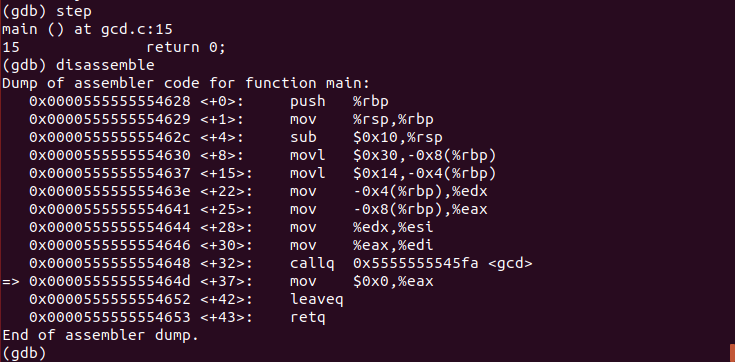 (gdb) step
main () at gcd.c:15
15              return 0;
(gdb) disassemble
Dump of assembler code for function main:
   0x0000555555554628 <+0>:     push   %rbp
   0x0000555555554629 <+1>:     mov    %rsp,%rbp
   0x000055555555462c <+4>:     sub    $0x10,%rsp
   0x0000555555554630 <+8>:     movl   $0x30,-0x8(%rbp)
   0x0000555555554637 <+15>:    movl   $0x14,-0x4(%rbp)
   0x000055555555463e <+22>:    mov    -0x4(%rbp),%edx
   0x0000555555554641 <+25>:    mov    -0x8(%rbp),%eax
   0x0000555555554644 <+28>:    mov    %edx,%esi
   0x0000555555554646 <+30>:    mov    %eax,%edi
   0x0000555555554648 <+32>:    callq  0x5555555545fa <gcd>
=> 0x000055555555464d <+37>:    mov    $0x0,%eax
   0x0000555555554652 <+42>:    leaveq
   0x0000555555554653 <+43>:    retq
End of assembler dump.
(gdb)